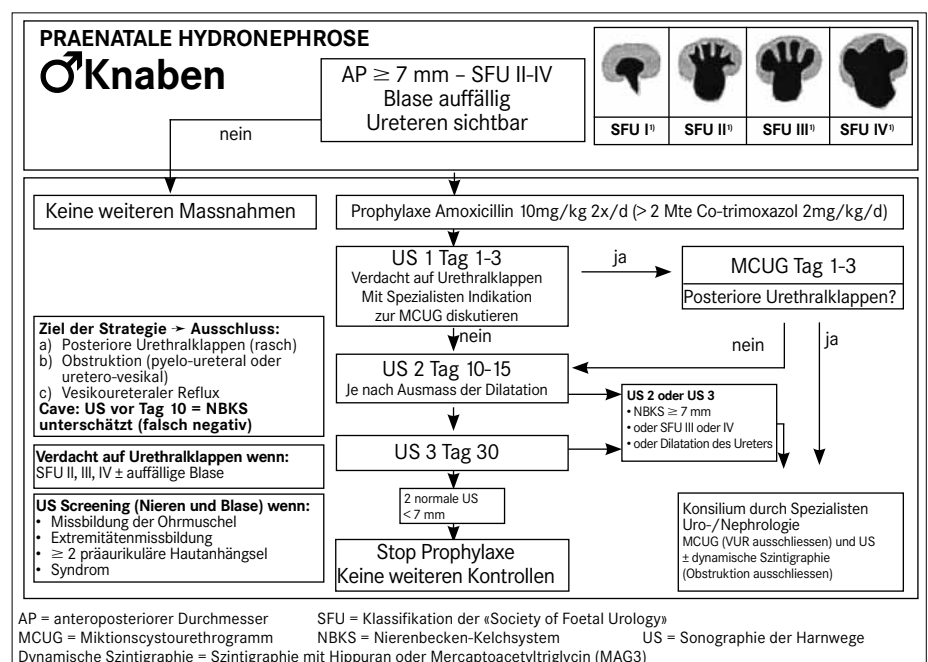 PRAENATALE HYDRONEPHROSE
♂Knaben
AP ≥ 7 mm – SFU II-IV
Blase auffällig
Ureteren sichtbar
SFU I¹⁾ SFU II¹⁾ SFU III¹⁾ SFU IV¹⁾
nein
Keine weiteren Massnahmen
Prophylaxe Amoxicillin 10mg/kg 2x/d (> 2 Mte Co-trimoxazol 2mg/kg/d)
US 1 Tag 1-3
Verdacht auf Urethralklappen
Mit Spezialisten Indikation
zur MCUG diskutieren
ja
MCUG Tag 1-3
Posteriore Urethralklappen?
nein
nein
ja
Ziel der Strategie → Ausschluss:
a) Posteriore Urethralklappen (rasch)
b) Obstruktion (pyelo-ureteral oder
uretero-vesikal)
c) Vesikoureteraler Reflux
Cave: US vor Tag 10 = NBKS
unterschätzt (falsch negativ)
US 2 Tag 10-15
Je nach Ausmass der Dilatation
US 2 oder US 3
• NBKS ≥ 7 mm
• oder SFU III oder IV
• oder Dilatation des Ureters
Verdacht auf Urethralklappen wenn:
SFU II, III, IV ± auffällige Blase
US 3 Tag 30
US Screening (Nieren und Blase) wenn:
• Missbildung der Ohrmuschel
• Extremitätenmissbildung
• ≥ 2 präaurikuläre Hautanhängsel
• Syndrom
2 normale US
< 7 mm
Stop Prophylaxe
Keine weiteren Kontrollen
Konsilium durch Spezialisten
Uro-/Nephrologie
MCUG (VUR ausschliessen) und US
± dynamische Szintigraphie
(Obstruktion ausschliessen)
AP = anteroposteriorer Durchmesser SFU = Klassifikation der «Society of Foetal Urology»
MCUG = Miktionscystourethrogramm NBKS = Nierenbecken-Kelchsystem US = Sonographie der Harnwege
Dynamische Szintigraphie = Szintigraphie mit Hippuran oder Mercaptoacetyltriglycin (MAG3)